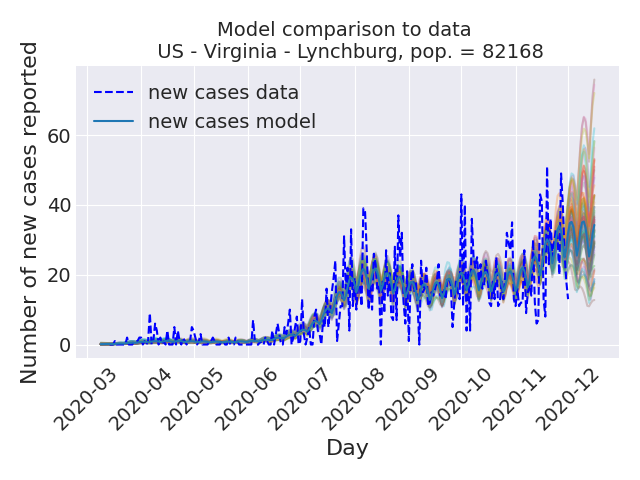 Model comparison to data
US - Virginia - Lynchburg, pop. = 82168
Number of new cases reported
new cases data
new cases model
60
40
20
0
2020-03
2020-04
2020-05
2020-06
2020-07
2020-08
2020-09
2020-10
2020-11
2020-12
Day